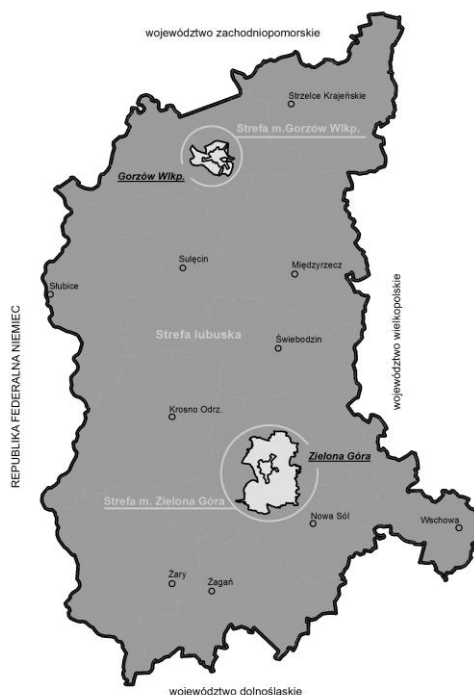 województwo zachodniopomorskie
Strzelce Krajeńskie
Strefa m.Gorzów Wlkp.
Gorzów Wlkp.
Sulęcin
Międzyrzecz
Słubice
REPUBLIKA FEDERALNA NIEMIEC
województwo wielkopolskie
Strefa lubuska
Świebodzin
Krosno Odrz.
Zielona Góra
Strefa m. Zielona Góra
Nowa Sól
Wschowa
Żary
Żagań
województwo dolnośląskie